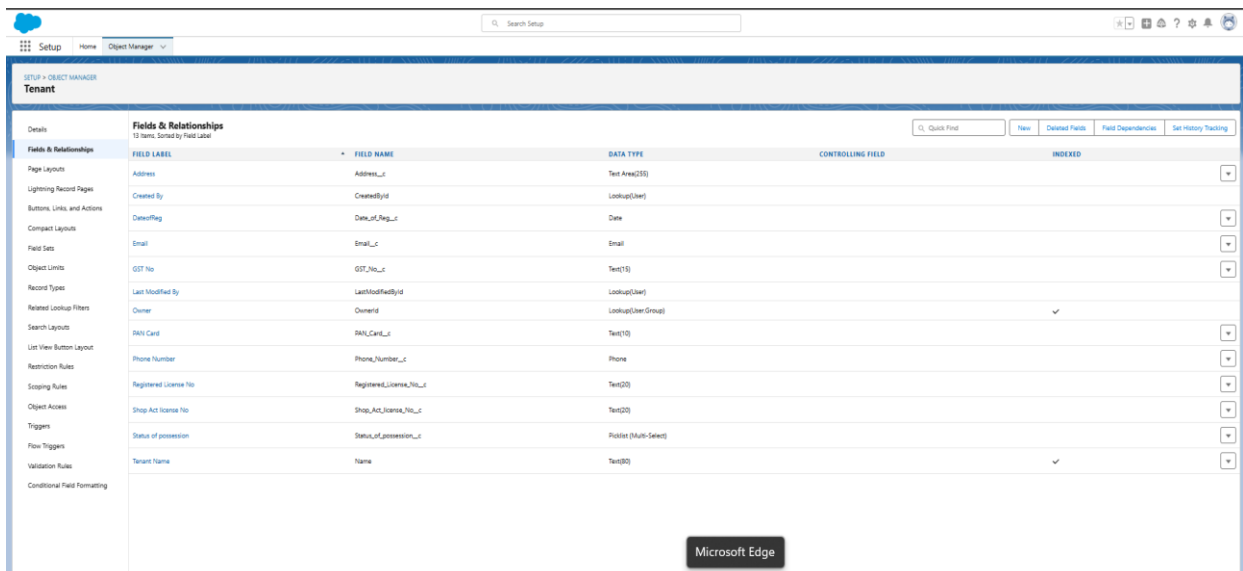 Search Setup
Setup Home Object Manager
SETUP > OBJECT MANAGER
Tenant
Details
Fields & Relationships
Page Layouts
Lightning Record Pages
Buttons, Links, and Actions
Compact Layouts
Field Sets
Object Limits
Record Types
Related Lookup Filters
Search Layouts
List View Button Layout
Restriction Rules
Scoping Rules
Object Access
Triggers
Flow Triggers
Validation Rules
Conditional Field Formatting
Fields & Relationships
13 Items, Sorted by Field Label
Quick Find New Deleted Fields Field Dependencies Set History Tracking
FIELD LABEL FIELD NAME DATA TYPE CONTROLLING FIELD INDEXED
Address Address__c Text Area(255)
Created By CreatedById Lookup(User)
DateofReg Date_of_Reg__c Date
Email Email__c Email
GST No GST_No__c Text(15)
Last Modified By LastModifiedById Lookup(User)
Owner OwnerId Lookup(User,Group)
PAN Card PAN_Card__c Text(10)
Phone Number Phone_Number__c Phone
Registered License No Registered_License_No__c Text(20)
Shop Act license No Shop_Act_license_No__c Text(20)
Status of possession Status_of_possession__c Picklist (Multi-Select)
Tenant Name Name Text(80)
Microsoft Edge